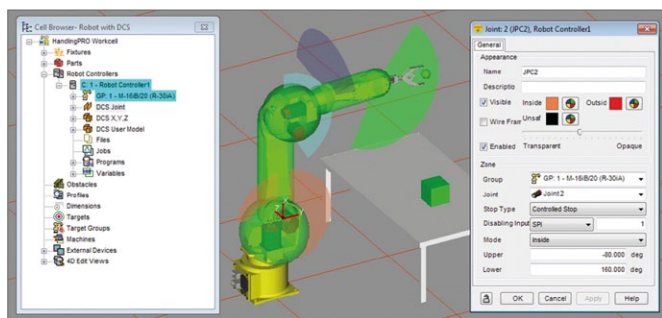 Cell Browser- Robot with DCS
HandingPRO Workcell
Fixtures
Parts
Robot Controllers
C: 1 - Robot Controller1
GP: 1 - M-16iB/20 (R-30iA)
DCS Joint
DCS X,Y,Z
DCS User Model
Files
Jobs
Programs
Variables
Obstacles
Profiles
Dimensions
Targets
Target Groups
Machines
External Devices
4D Edit Views
Joint: 2 (JPC2), Robot Controller1
General
Appearance
Name JPC2
Descriptio
Visible Inside Outsic
Wire Fram Unsaf
Enabled Transparent Opaque
Zone
Group GP: 1 - M-16iB/20 (R-30iA)
Joint Joint:2
Stop Type Controlled Stop
Disabling Input SPI 1
Mode Inside
Upper -80.000 deg
Lower 160.000 deg
OK Cancel Apply Help